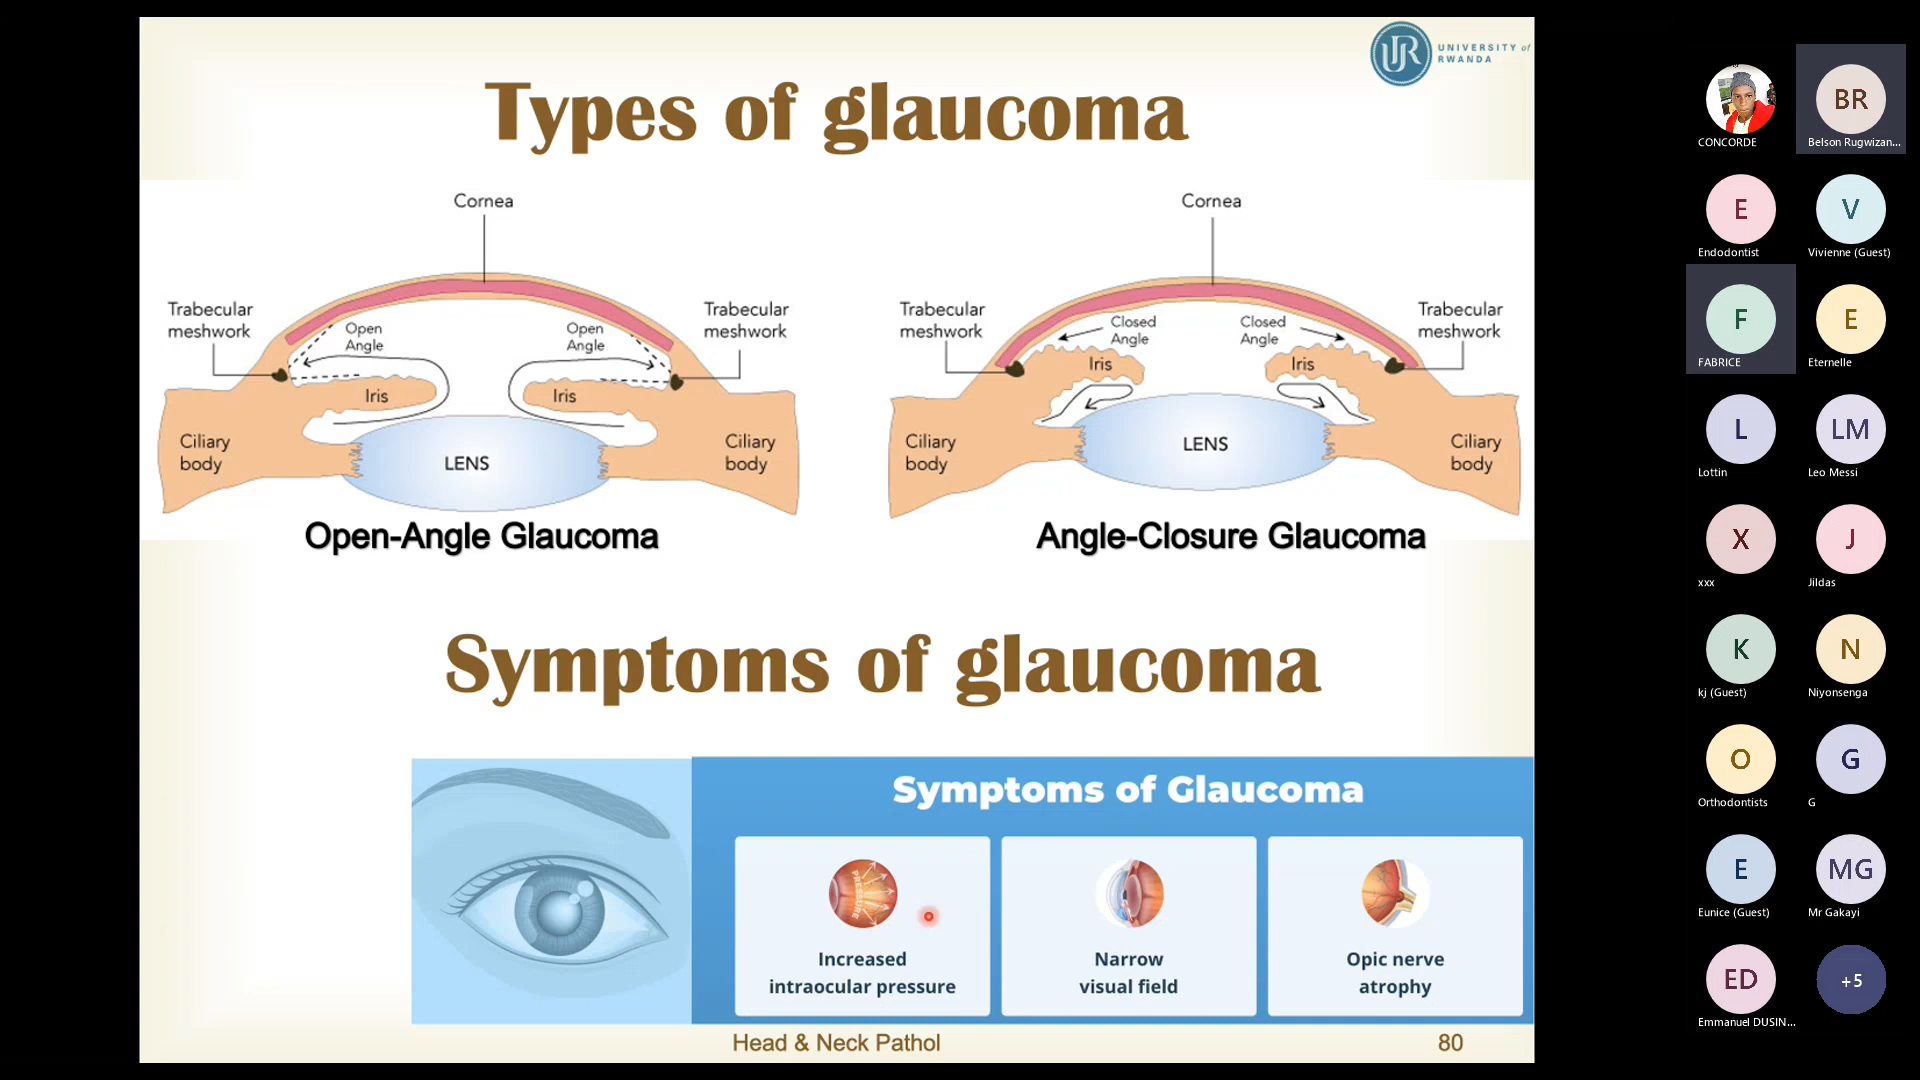 UNIVERSITY of
RWANDA
Types of glaucoma
Cornea
Trabecular
meshwork
Open
Angle
Open
Angle
Trabecular
meshwork
Iris
Iris
Ciliary
body
LENS
Ciliary
body
Open-Angle Glaucoma
Cornea
Trabecular
meshwork
Closed
Angle
Closed
Angle
Trabecular
meshwork
Iris
Iris
Ciliary
body
LENS
Ciliary
body
Angle-Closure Glaucoma
Symptoms of glaucoma
Symptoms of Glaucoma
PRESSURE
Increased
intraocular pressure
Narrow
visual field
Opic nerve
atrophy
Head & Neck Pathol
80
CONCORDE
BR
Belson Rugwizan...
E
Endodontist
V
Vivienne (Guest)
F
FABRICE
E
Eternelle
L
Lottin
LM
Leo Messi
X
xxx
J
Jildas
K
kj (Guest)
N
Niyonsenga
O
Orthodontists
G
G
E
Eunice (Guest)
MG
Mr Gakayi
ED
Emmanuel DUSIN...
+5